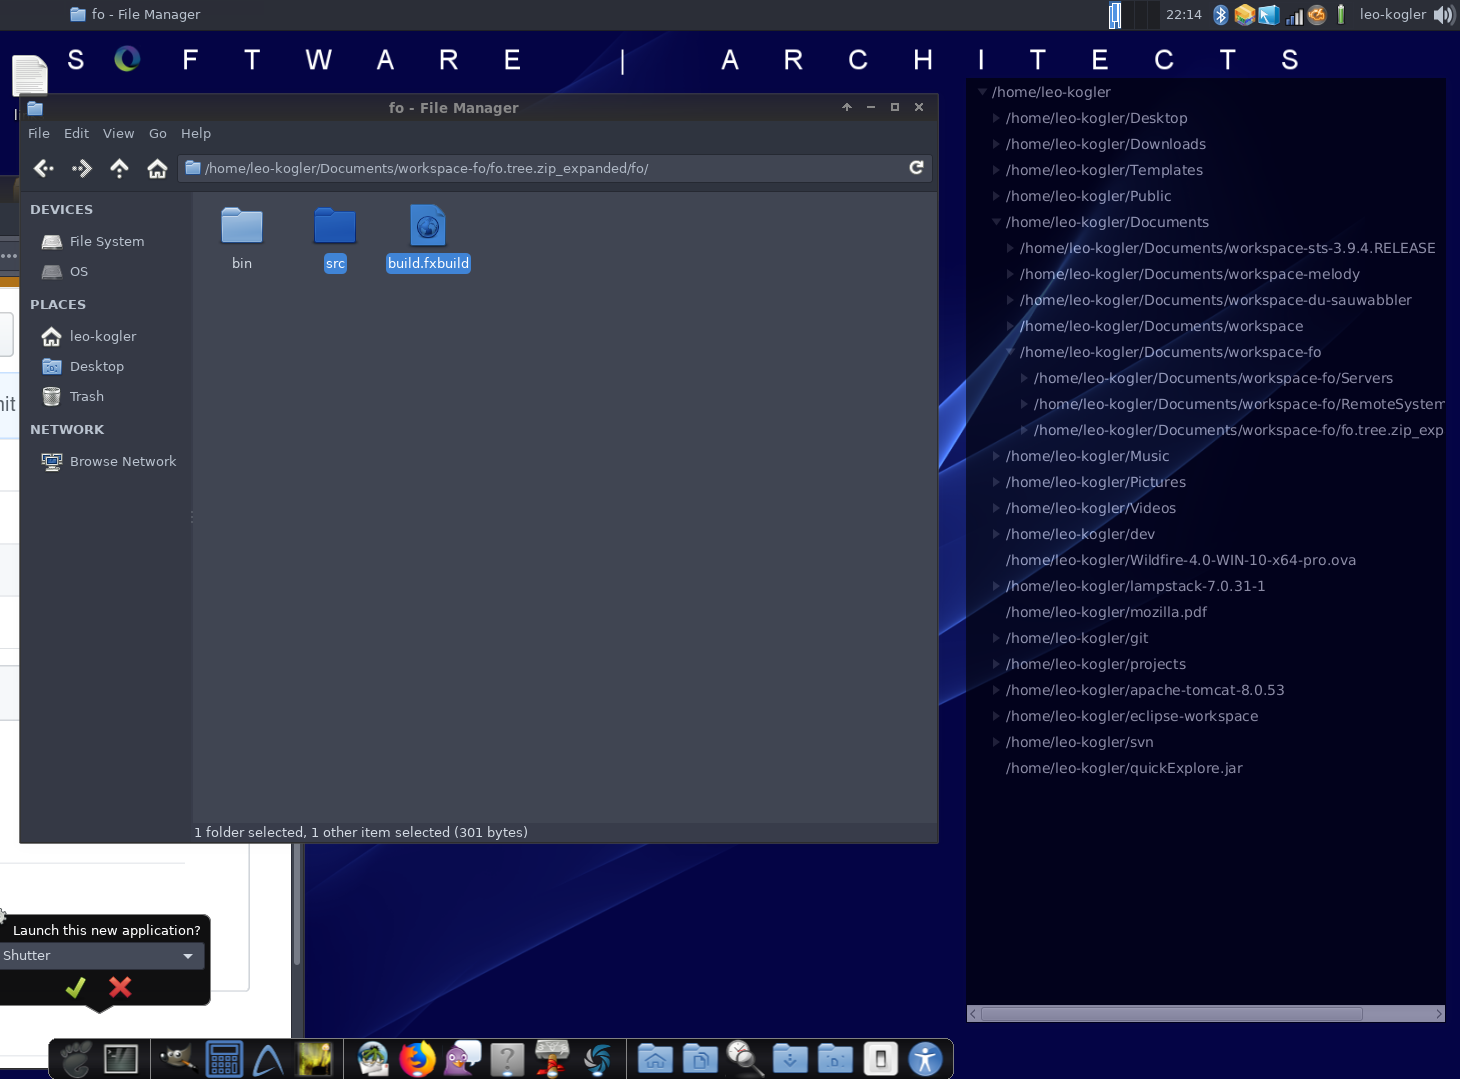 fo - File Manager
22:14
leo-kogler
S O F T W A R E | A R C H I T E C T S
fo - File Manager
File Edit View Go Help
/home/leo-kogler/Documents/workspace-fo/fo.tree.zip_expanded/fo/
DEVICES
File System
OS
PLACES
leo-kogler
Desktop
Trash
NETWORK
Browse Network
bin
src
build.fxbuild
1 folder selected, 1 other item selected (301 bytes)
/home/leo-kogler
/home/leo-kogler/Desktop
/home/leo-kogler/Downloads
/home/leo-kogler/Templates
/home/leo-kogler/Public
/home/leo-kogler/Documents
/home/leo-kogler/Documents/workspace-sts-3.9.4.RELEASE
/home/leo-kogler/Documents/workspace-melody
/home/leo-kogler/Documents/workspace-du-sauwabbler
/home/leo-kogler/Documents/workspace
/home/leo-kogler/Documents/workspace-fo
/home/leo-kogler/Documents/workspace-fo/Servers
/home/leo-kogler/Documents/workspace-fo/RemoteSystem
/home/leo-kogler/Documents/workspace-fo/fo.tree.zip_exp
/home/leo-kogler/Music
/home/leo-kogler/Pictures
/home/leo-kogler/Videos
/home/leo-kogler/dev
/home/leo-kogler/Wildfire-4.0-WIN-10-x64-pro.ova
/home/leo-kogler/lampstack-7.0.31-1
/home/leo-kogler/mozilla.pdf
/home/leo-kogler/git
/home/leo-kogler/projects
/home/leo-kogler/apache-tomcat-8.0.53
/home/leo-kogler/eclipse-workspace
/home/leo-kogler/svn
/home/leo-kogler/quickExplore.jar
Launch this new application?
Shutter